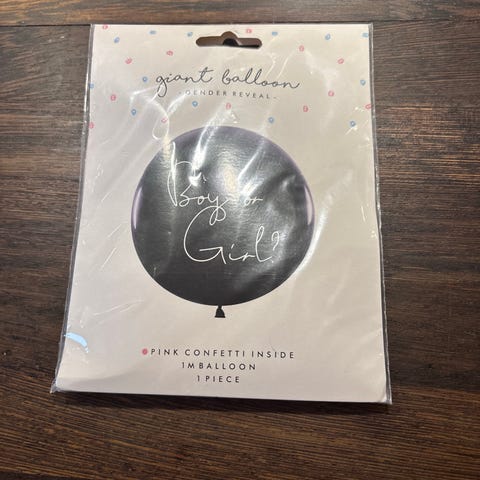 giant balloon
- GENDER REVEAL -
Boy or
Girl?
PINK CONFETTI INSIDE
1M BALLOON
1 PIECE